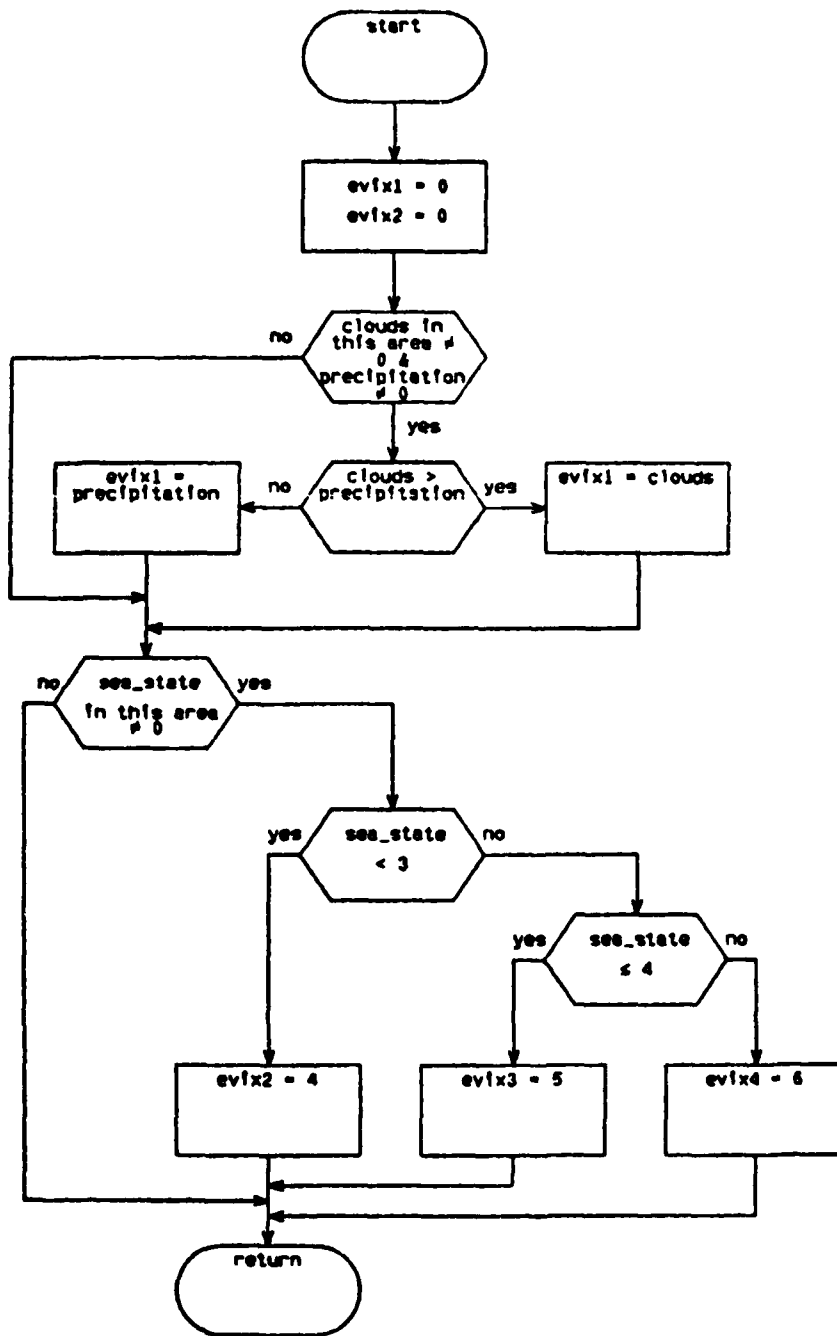 start
evix1 = 0
evix2 = 0
no
clouds in
this area ≠
0 &
precipitation
≠ 0
yes
evix1 =
precipitation
no
clouds >
precipitation
yes
evix1 = clouds
no
sea_state
in this area
≠ 0
yes
yes
sea_state
< 3
no
yes
sea_state
≤ 4
no
evix2 = 4
evix3 = 5
evix4 = 6
return